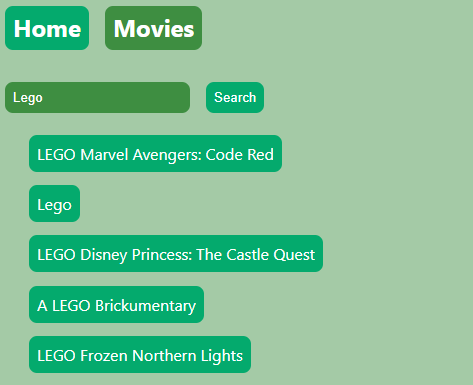 Home Movies
Lego Search
LEGO Marvel Avengers: Code Red
Lego
LEGO Disney Princess: The Castle Quest
A LEGO Brickumentary
LEGO Frozen Northern Lights